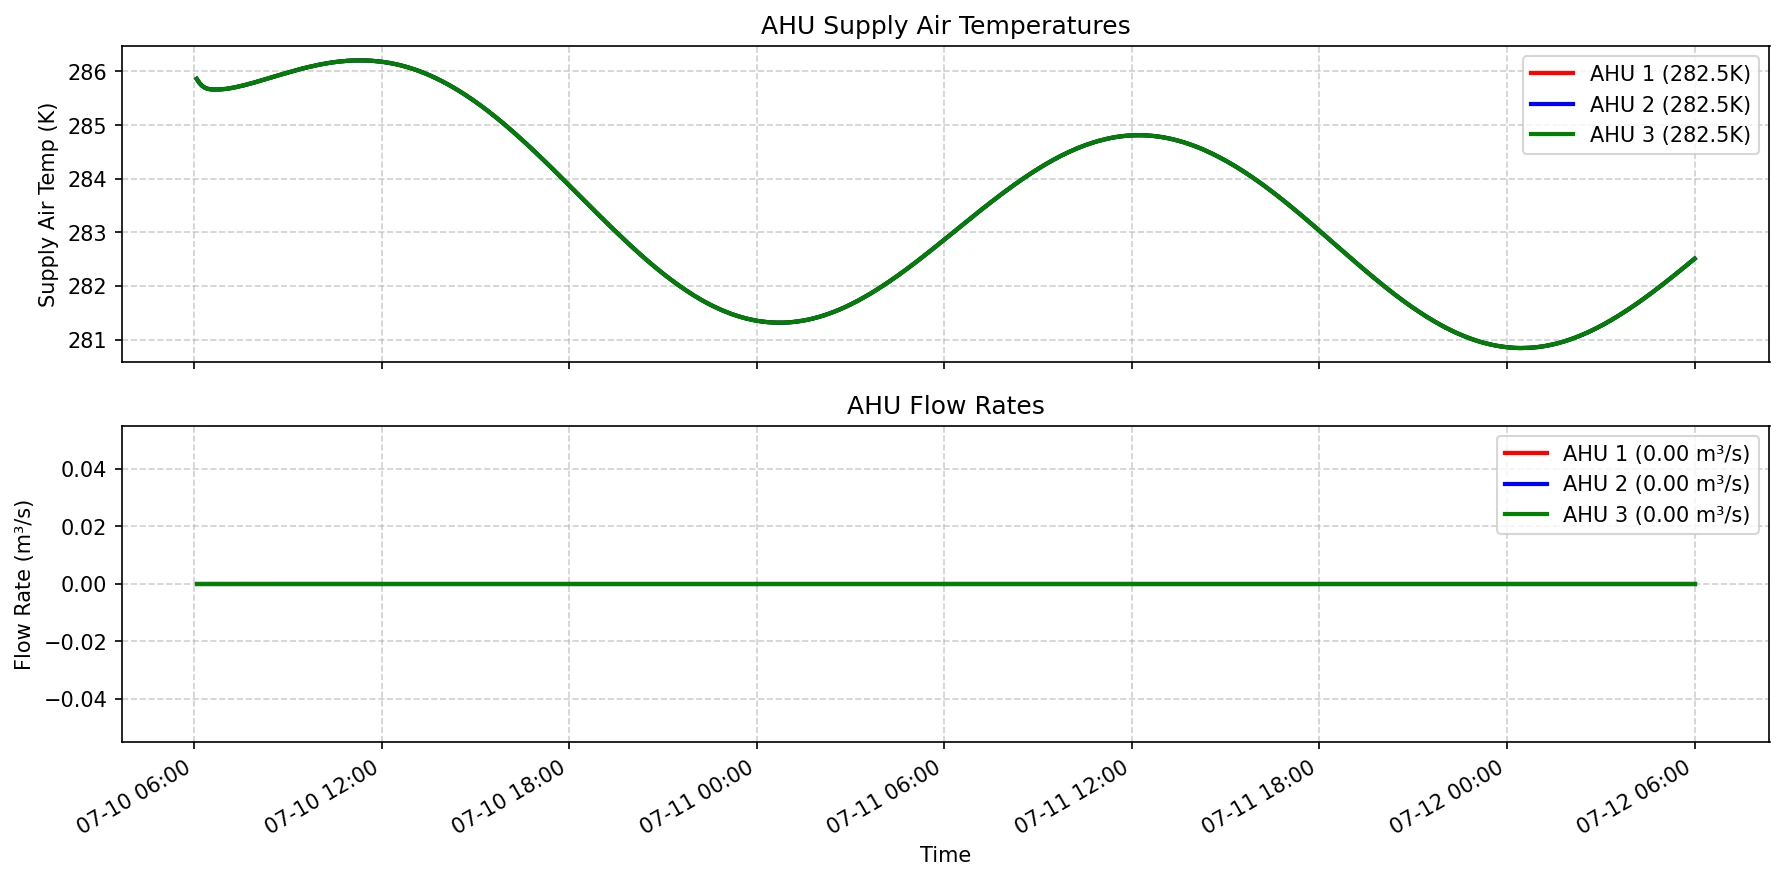 AHU Supply Air Temperatures
Supply Air Temp (K)
286
285
284
283
282
281
AHU 1 (282.5K)
AHU 2 (282.5K)
AHU 3 (282.5K)
AHU Flow Rates
Flow Rate (m³/s)
0.04
0.02
0.00
−0.02
−0.04
AHU 1 (0.00 m³/s)
AHU 2 (0.00 m³/s)
AHU 3 (0.00 m³/s)
07-10 06:00
07-10 12:00
07-10 18:00
07-11 00:00
07-11 06:00
07-11 12:00
07-11 18:00
07-12 00:00
07-12 06:00
Time